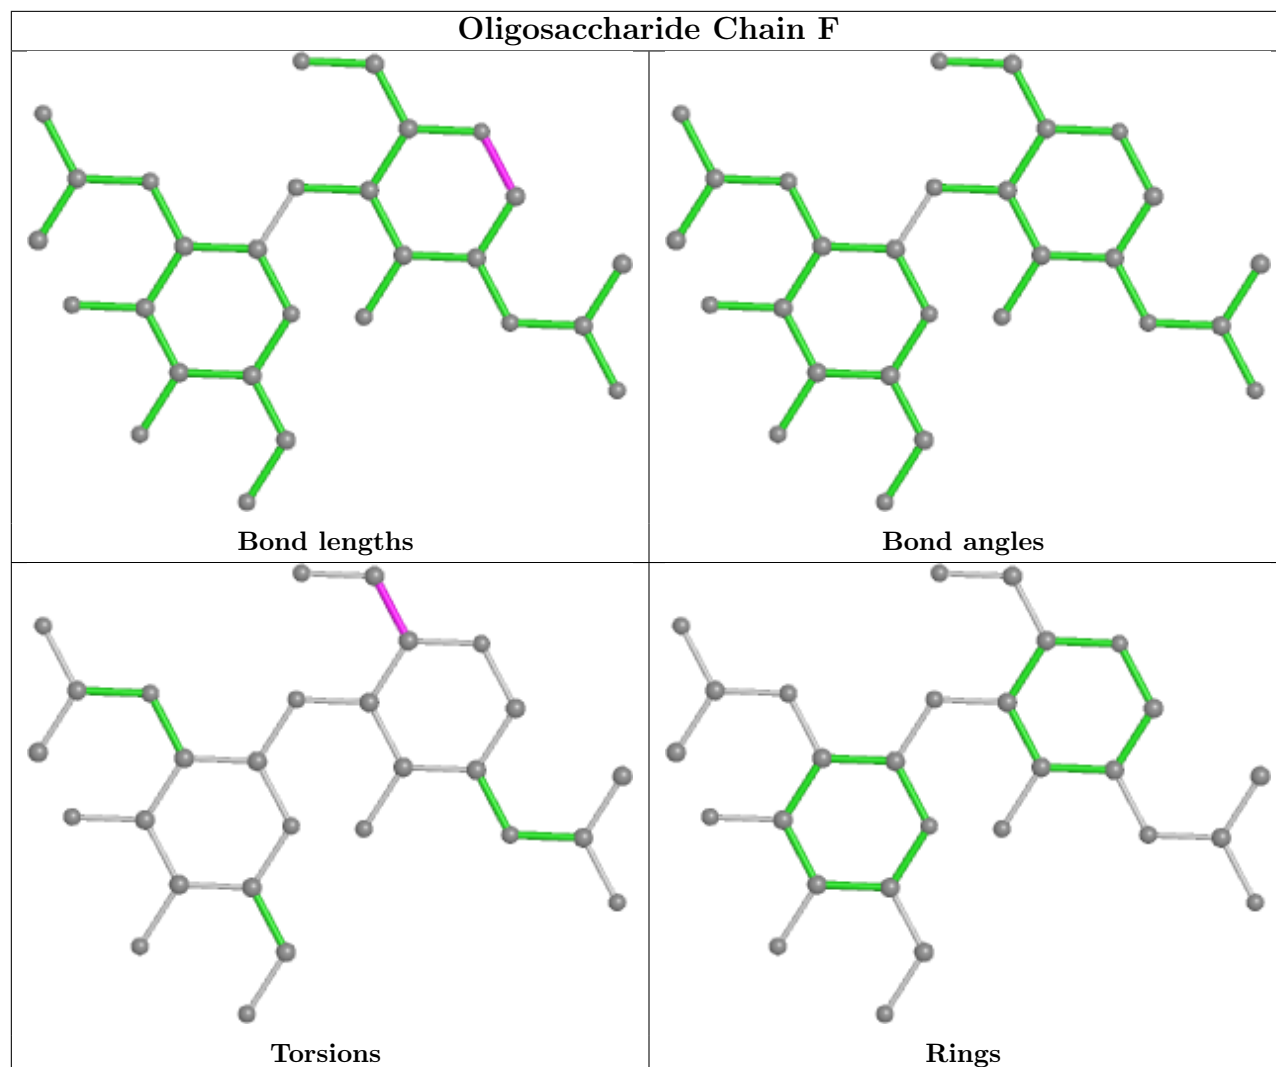 Oligosaccharide Chain F
Bond lengths
Bond angles
Torsions
Rings